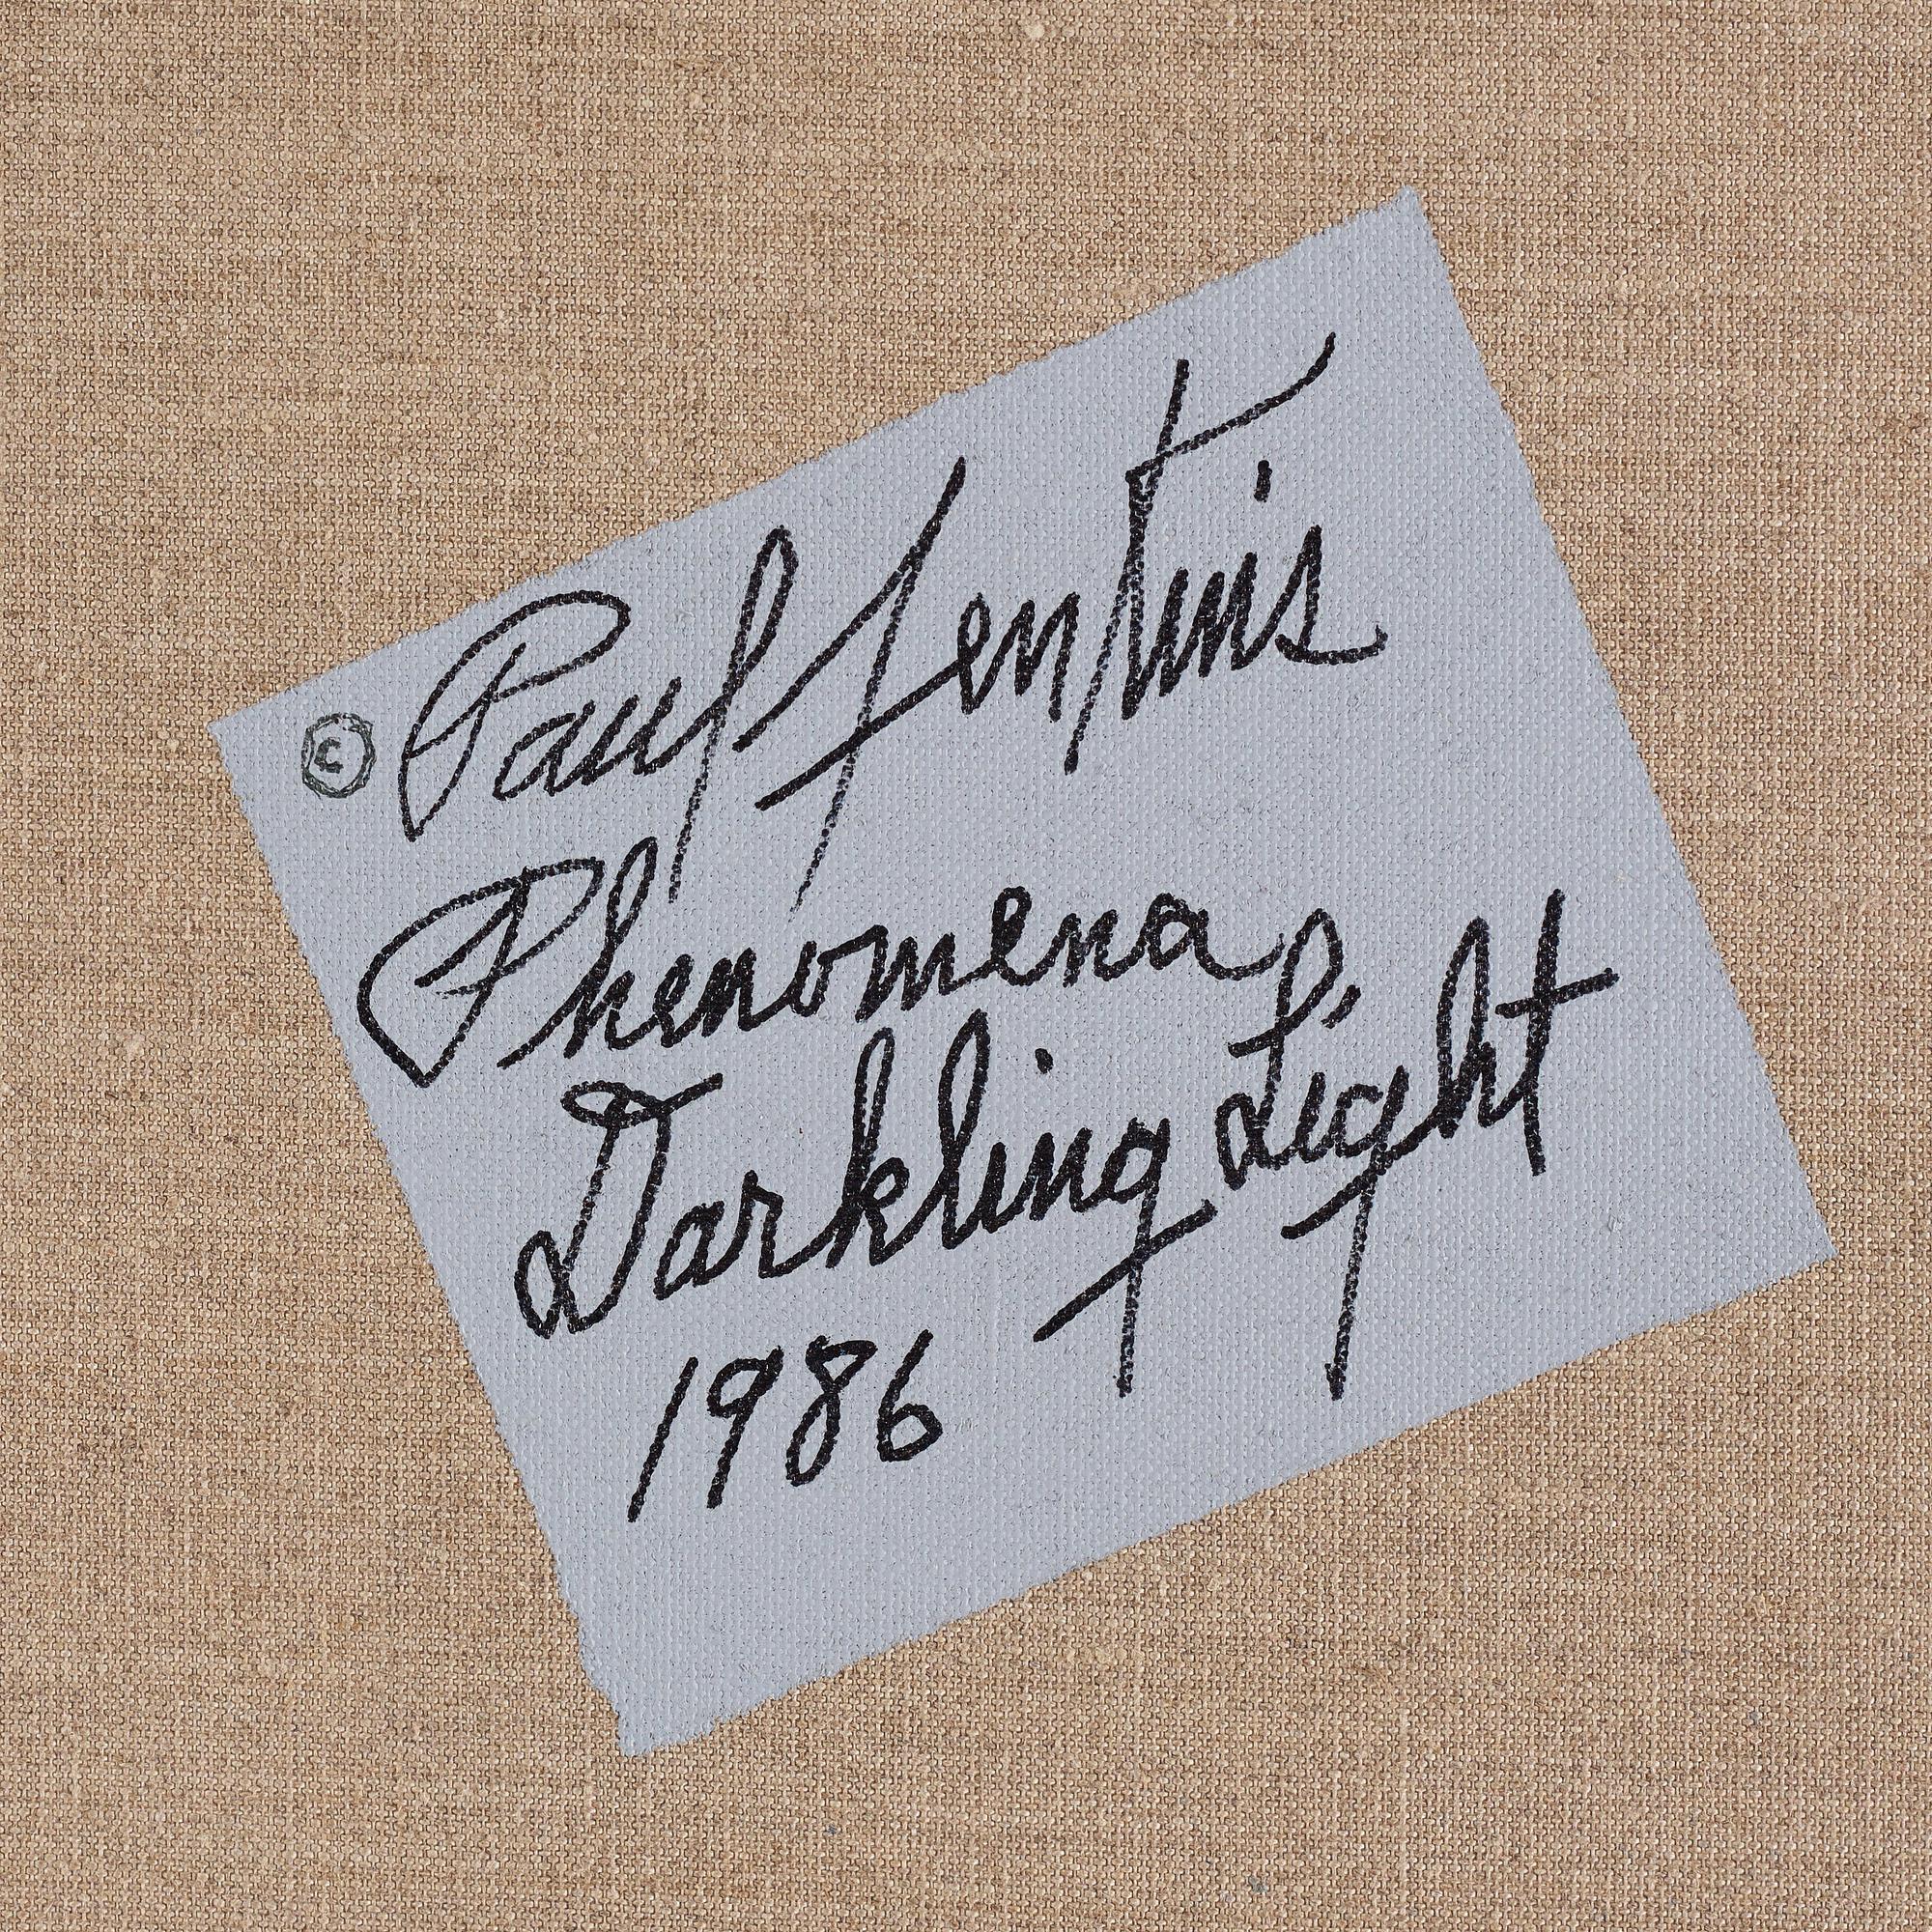 © Paul Jenkins
Phenomena
Darkling Light
1986